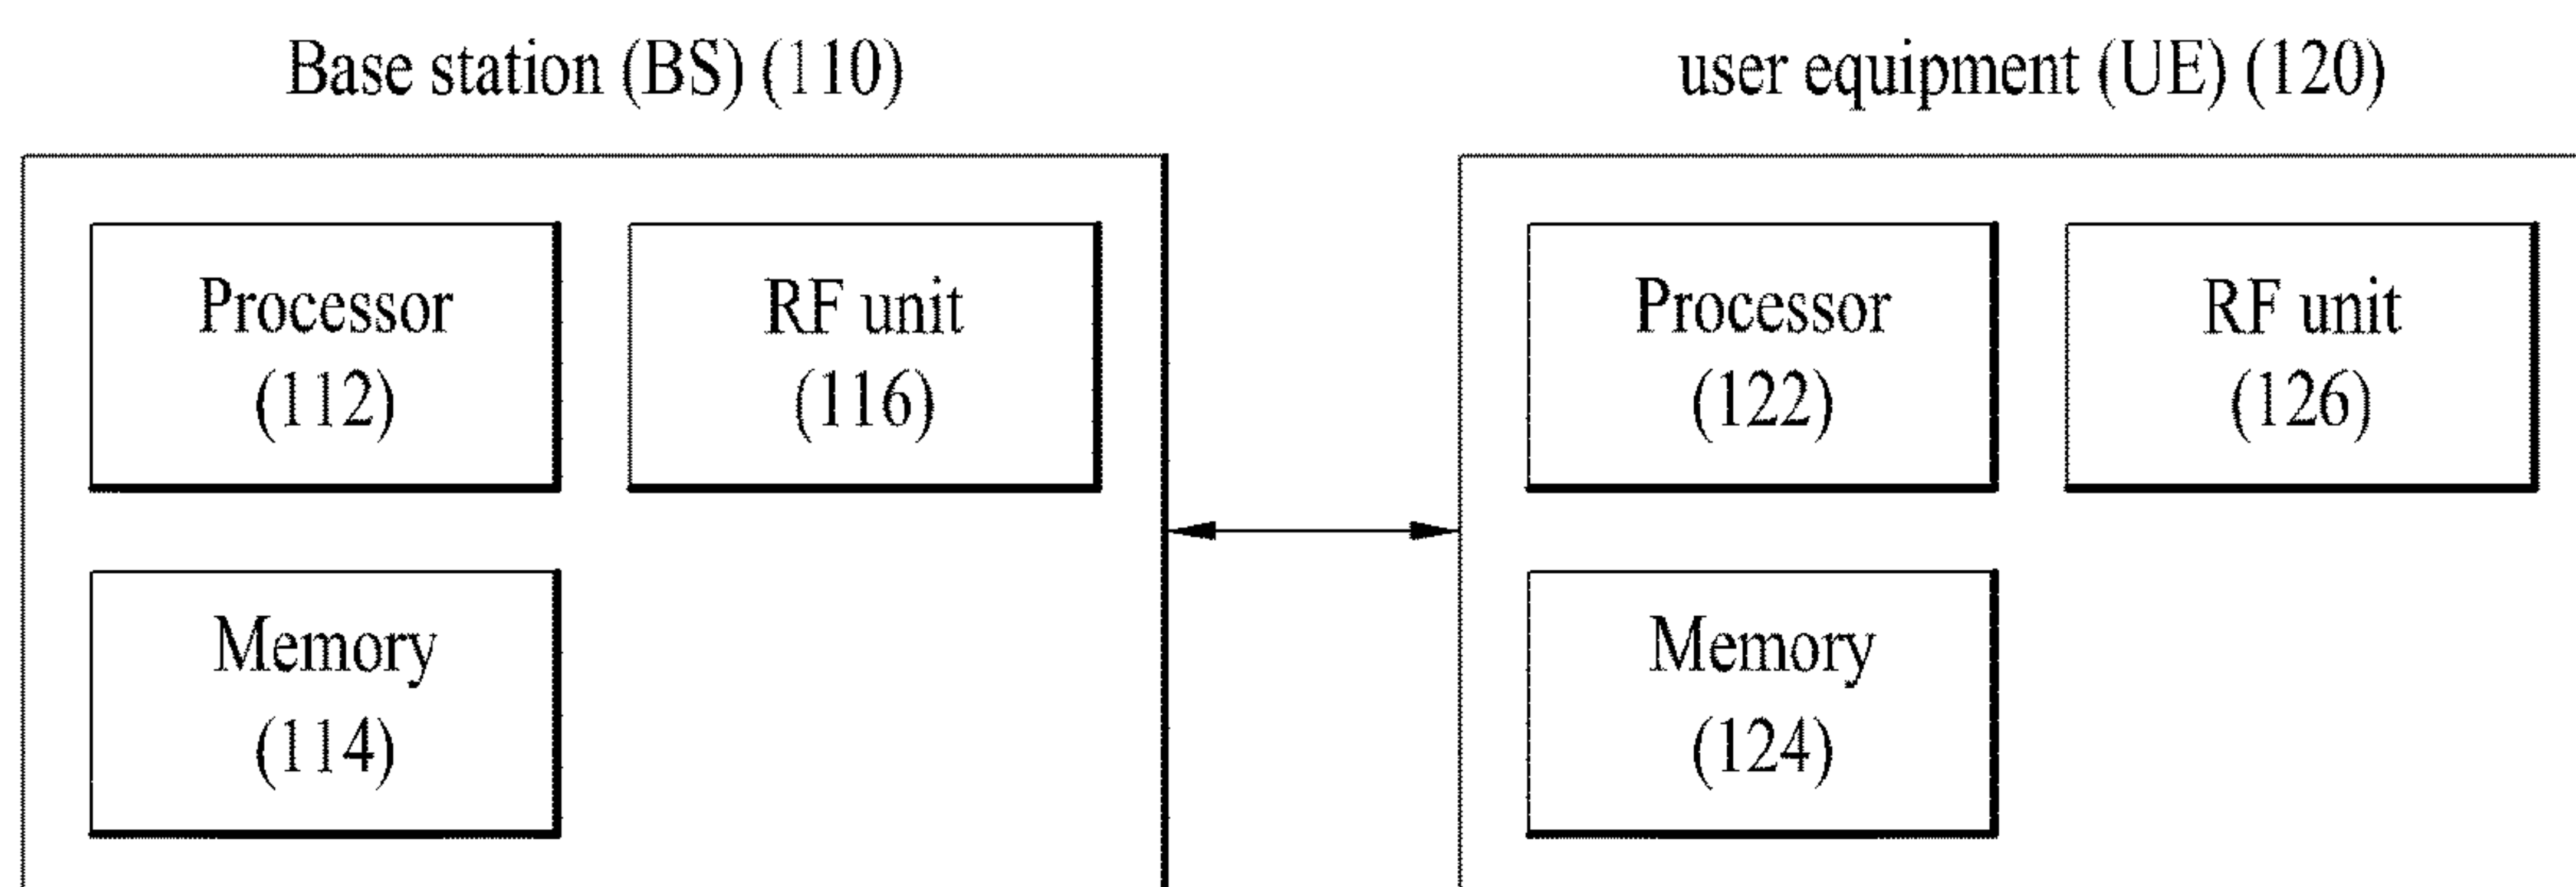 Base station (BS) (110)
user equipment (UE) (120)
Processor
(112)
RF unit
(116)
Processor
(122)
RF unit
(126)
Memory
(114)
Memory
(124)